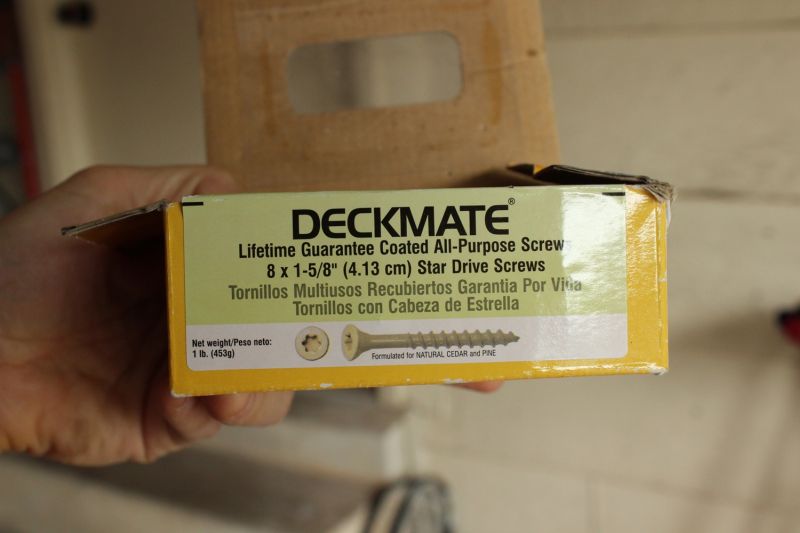 DECKMATE®
Lifetime Guarantee Coated All-Purpose Screws
8 x 1-5/8" (4.13 cm) Star Drive Screws
Tornillos Multiusos Recubiertos Garantia Por Vida
Tornillos con Cabeza de Estrella
Net weight/Peso neto:
1 lb. (453g)
Formulated for NATURAL CEDAR and PINE